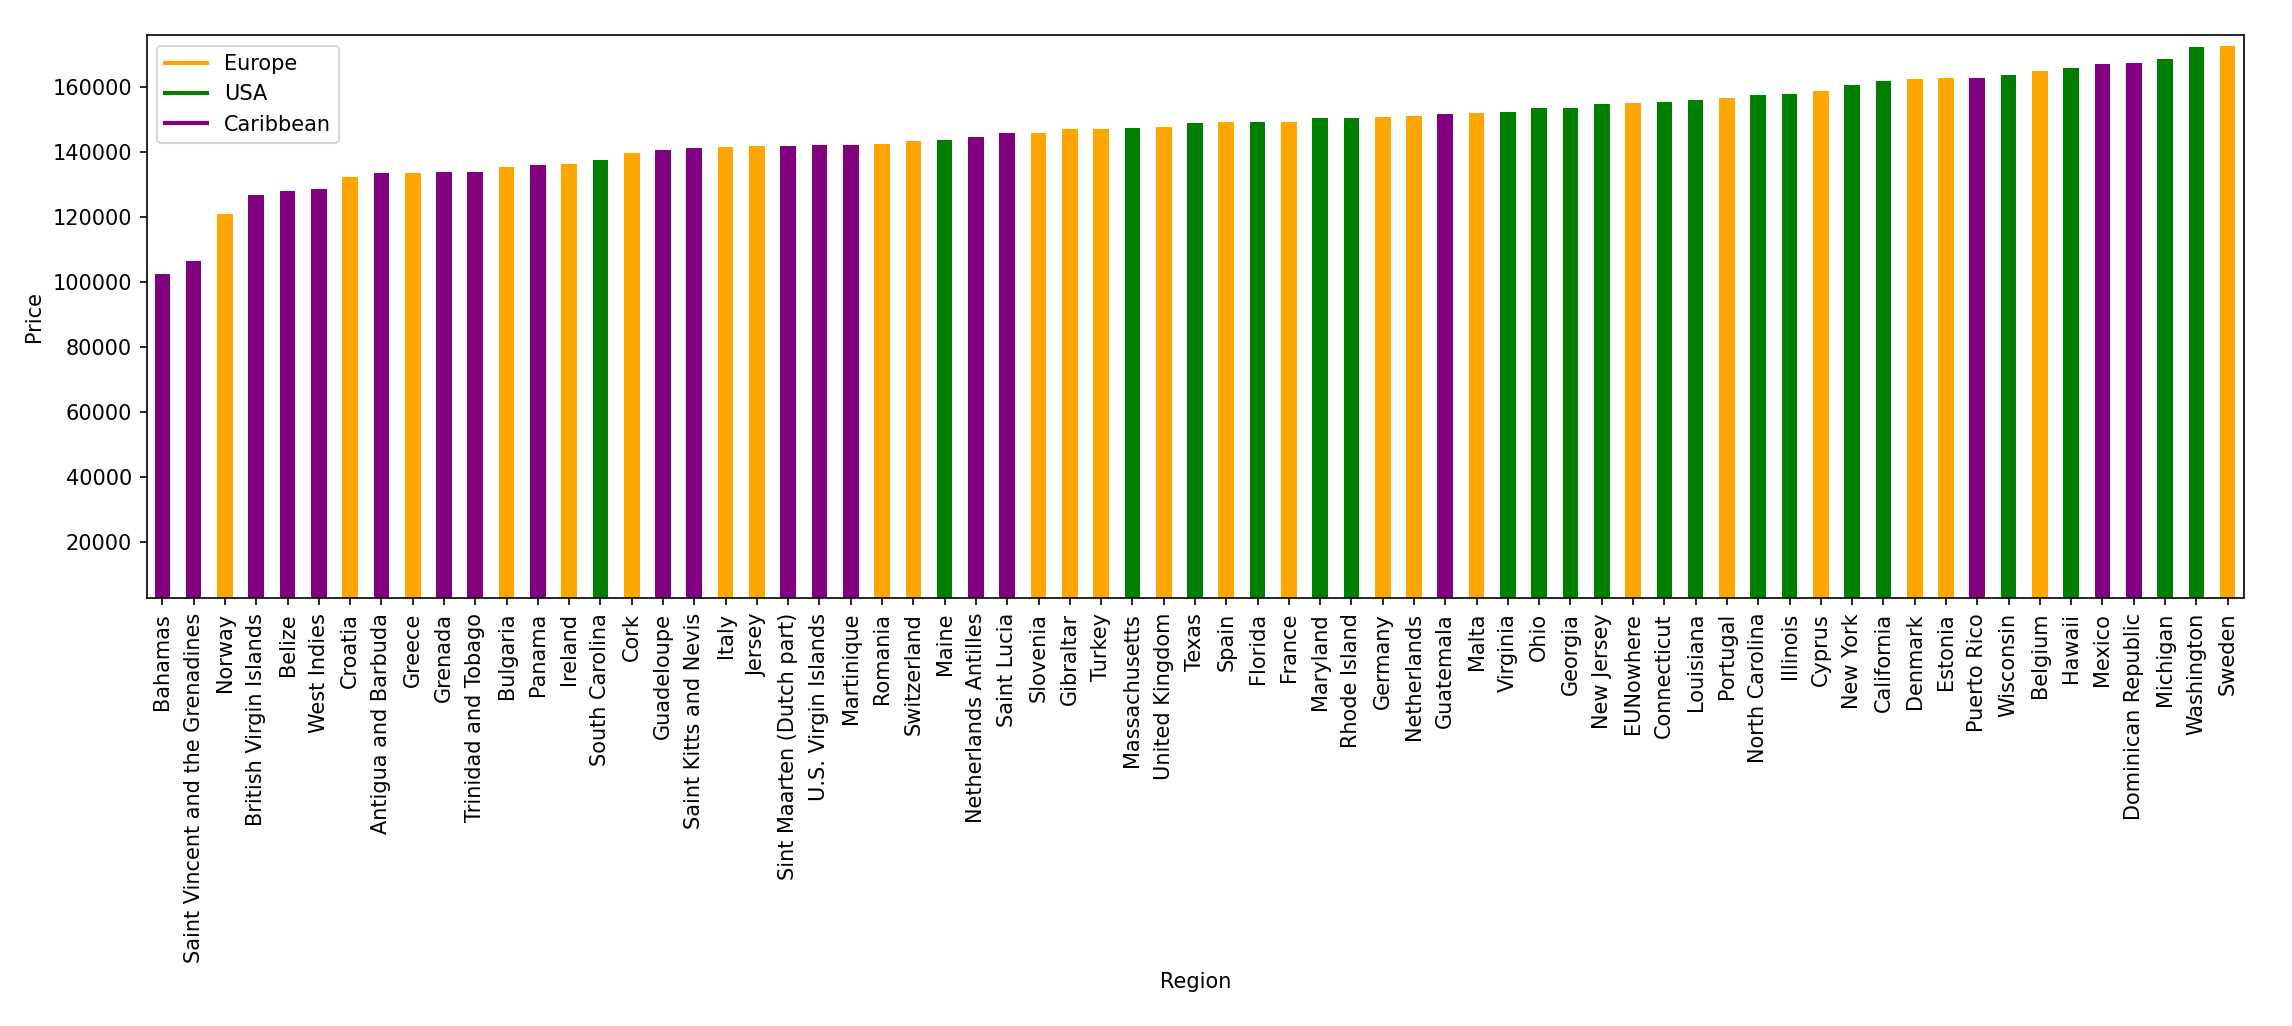 Europe
USA
Caribbean
160000
140000
120000
100000
80000
60000
40000
20000
Price
Bahamas
Saint Vincent and the Grenadines
Norway
British Virgin Islands
Belize
West Indies
Croatia
Antigua and Barbuda
Greece
Grenada
Trinidad and Tobago
Bulgaria
Panama
Ireland
South Carolina
Cork
Guadeloupe
Saint Kitts and Nevis
Italy
Jersey
Sint Maarten (Dutch part)
U.S. Virgin Islands
Martinique
Romania
Switzerland
Maine
Netherlands Antilles
Saint Lucia
Slovenia
Gibraltar
Turkey
Massachusetts
United Kingdom
Texas
Spain
Florida
France
Maryland
Rhode Island
Germany
Netherlands
Guatemala
Malta
Virginia
Ohio
Georgia
New Jersey
EUNowhere
Connecticut
Louisiana
Portugal
North Carolina
Illinois
Cyprus
New York
California
Denmark
Estonia
Puerto Rico
Wisconsin
Belgium
Hawaii
Mexico
Dominican Republic
Michigan
Washington
Sweden
Region